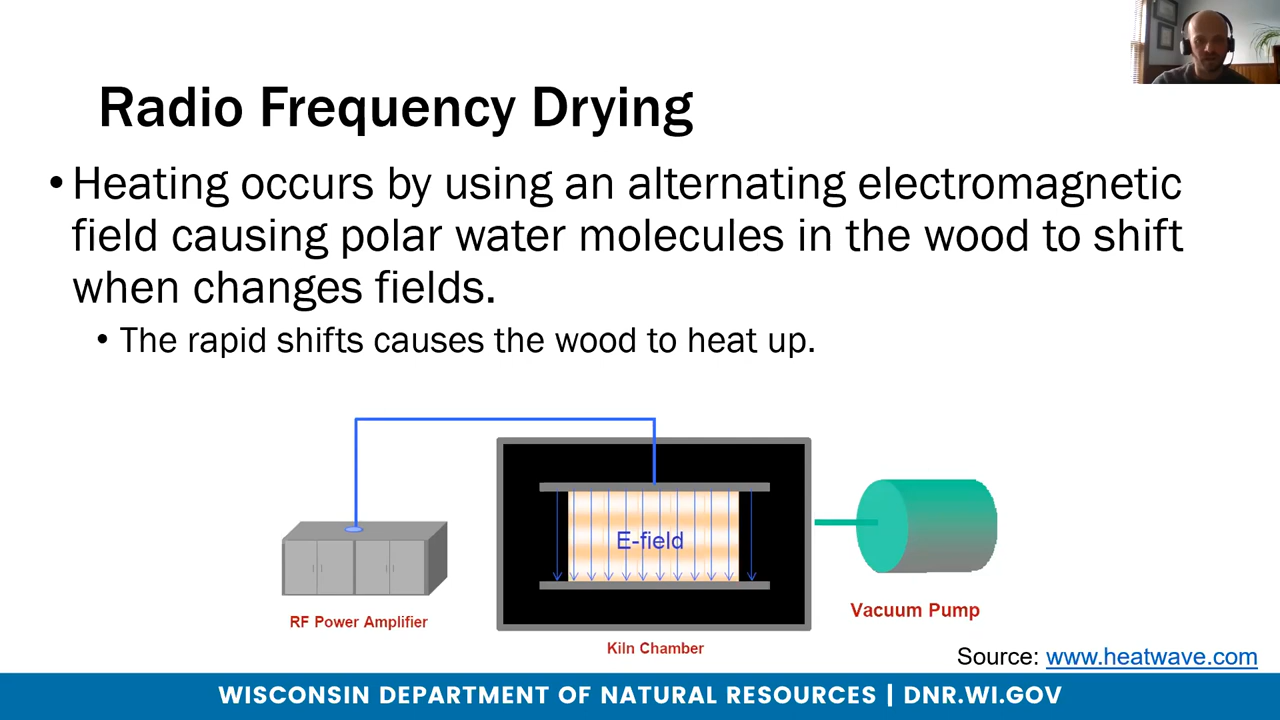 Radio Frequency Drying
• Heating occurs by using an alternating electromagnetic
field causing polar water molecules in the wood to shift
when changes fields.
• The rapid shifts causes the wood to heat up.
E-field
RF Power Amplifier
Kiln Chamber
Vacuum Pump
Source: www.heatwave.com
WISCONSIN DEPARTMENT OF NATURAL RESOURCES | DNR.WI.GOV